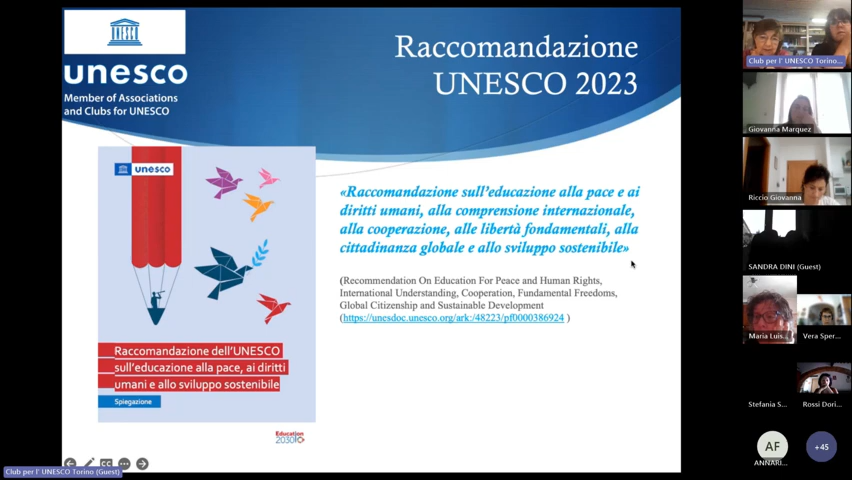 unesco
Member of Associations
and Clubs for UNESCO
Raccomandazione
UNESCO 2023
unesco
Raccomandazione dell'UNESCO
sull'educazione alla pace, ai diritti
umani e allo sviluppo sostenibile
Spiegazione
Education
2030
«Raccomandazione sull'educazione alla pace e ai
diritti umani, alla comprensione internazionale,
alla cooperazione, alle libertà fondamentali, alla
cittadinanza globale e allo sviluppo sostenibile»
(Recommendation On Education For Peace and Human Rights,
International Understanding, Cooperation, Fundamental Freedoms,
Global Citizenship and Sustainable Development
(https://unesdoc.unesco.org/ark:/48223/pf0000386924 )
Club per l' UNESCO Torino (Guest)
Club per l' UNESCO Torino...
Giovanna Marquez
Riccio Giovanna
SANDRA DINI (Guest)
Maria Luis...
Vera Sper...
Stefania S...
Rossi Dori...
AF
ANNARI...
+45